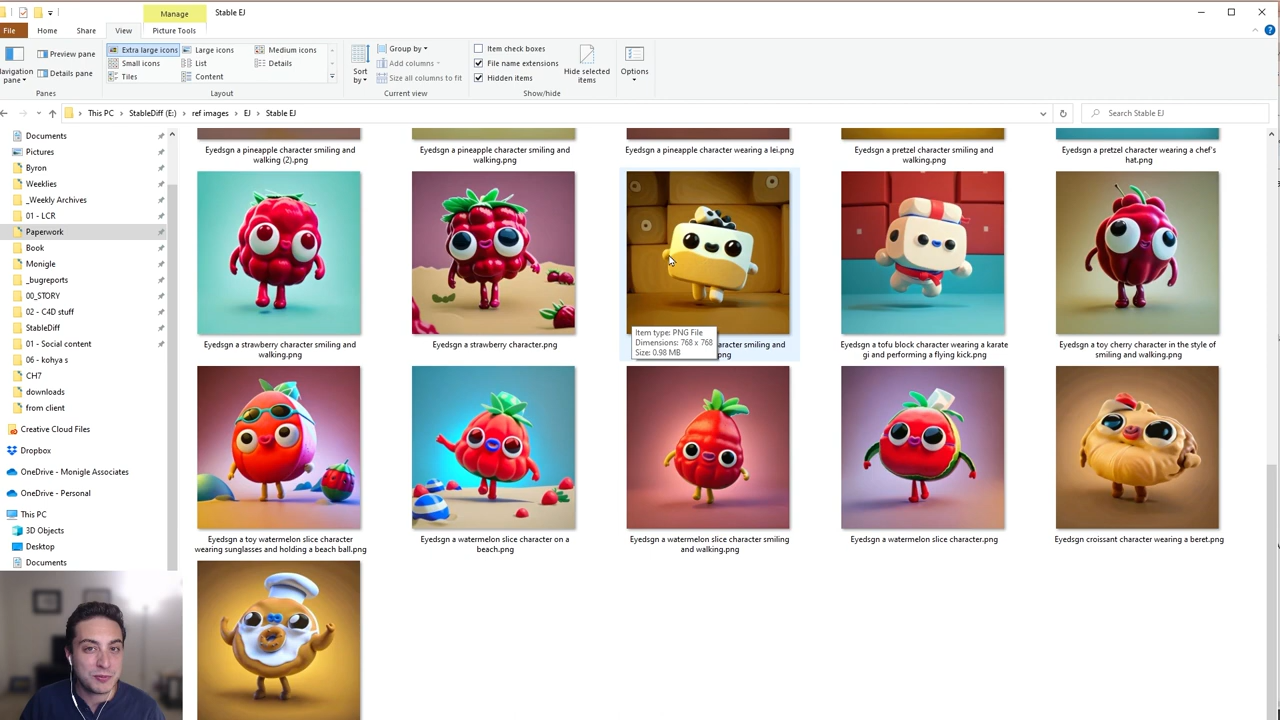 Manage
Stable EJ
File
Home
Share
View
Picture Tools
Preview pane
Details pane
pane
Panes
Extra large icons
Large icons
Medium icons
Small icons
List
Details
Tiles
Content
Layout
Sort by
Group by
Add columns
Size all columns to fit
Current view
Item check boxes
File name extensions
Hidden items
Hide selected items
Show/hide
Options
This PC
StableDiff (E:)
ref images
EJ
Stable EJ
Search Stable EJ
Documents
Pictures
Byron
Weeklies
_Weekly Archives
01 - LCR
Paperwork
Book
Monigle
_bugreports
00_STORY
02 - C4D stuff
StableDiff
01 - Social content
06 - kohya s
CH7
downloads
from client
Creative Cloud Files
Dropbox
OneDrive - Monigle Associates
OneDrive - Personal
This PC
3D Objects
Desktop
Documents
Eyedsgn a pineapple character smiling and
walking (2).png
Eyedsgn a pineapple character smiling and
walking.png
Eyedsgn a pineapple character wearing a lei.png
Eyedsgn a pretzel character smiling and
walking.png
Eyedsgn a pretzel character wearing a chef's
hat.png
Eyedsgn a strawberry character smiling and
walking.png
Eyedsgn a strawberry character.png
Item type: PNG File
Dimensions: 768 x 768
Size: 0.98 MB
character smiling and
png
Eyedsgn a tofu block character wearing a karate
gi and performing a flying kick.png
Eyedsgn a toy cherry character in the style of
smiling and walking.png
Eyedsgn a toy watermelon slice character
wearing sunglasses and holding a beach ball.png
Eyedsgn a watermelon slice character on a
beach.png
Eyedsgn a watermelon slice character smiling
and walking.png
Eyedsgn a watermelon slice character.png
Eyedsgn croissant character wearing a beret.png